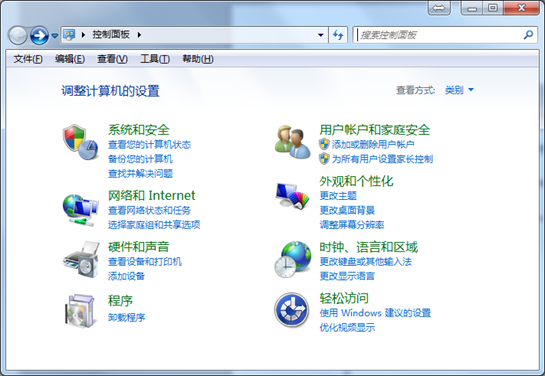 控制面板
搜索控制面板
文件(F) 编辑(E) 查看(V) 工具(T) 帮助(H)
调整计算机的设置
查看方式: 类别
系统和安全
查看您的计算机状态
备份您的计算机
查找并解决问题
网络和 Internet
查看网络状态和任务
选择家庭组和共享选项
硬件和声音
查看设备和打印机
添加设备
程序
卸载程序
用户帐户和家庭安全
添加或删除用户帐户
为所有用户设置家长控制
外观和个性化
更改主题
更改桌面背景
调整屏幕分辨率
时钟、语言和区域
更改键盘或其他输入法
更改显示语言
轻松访问
使用 Windows 建议的设置
优化视频显示